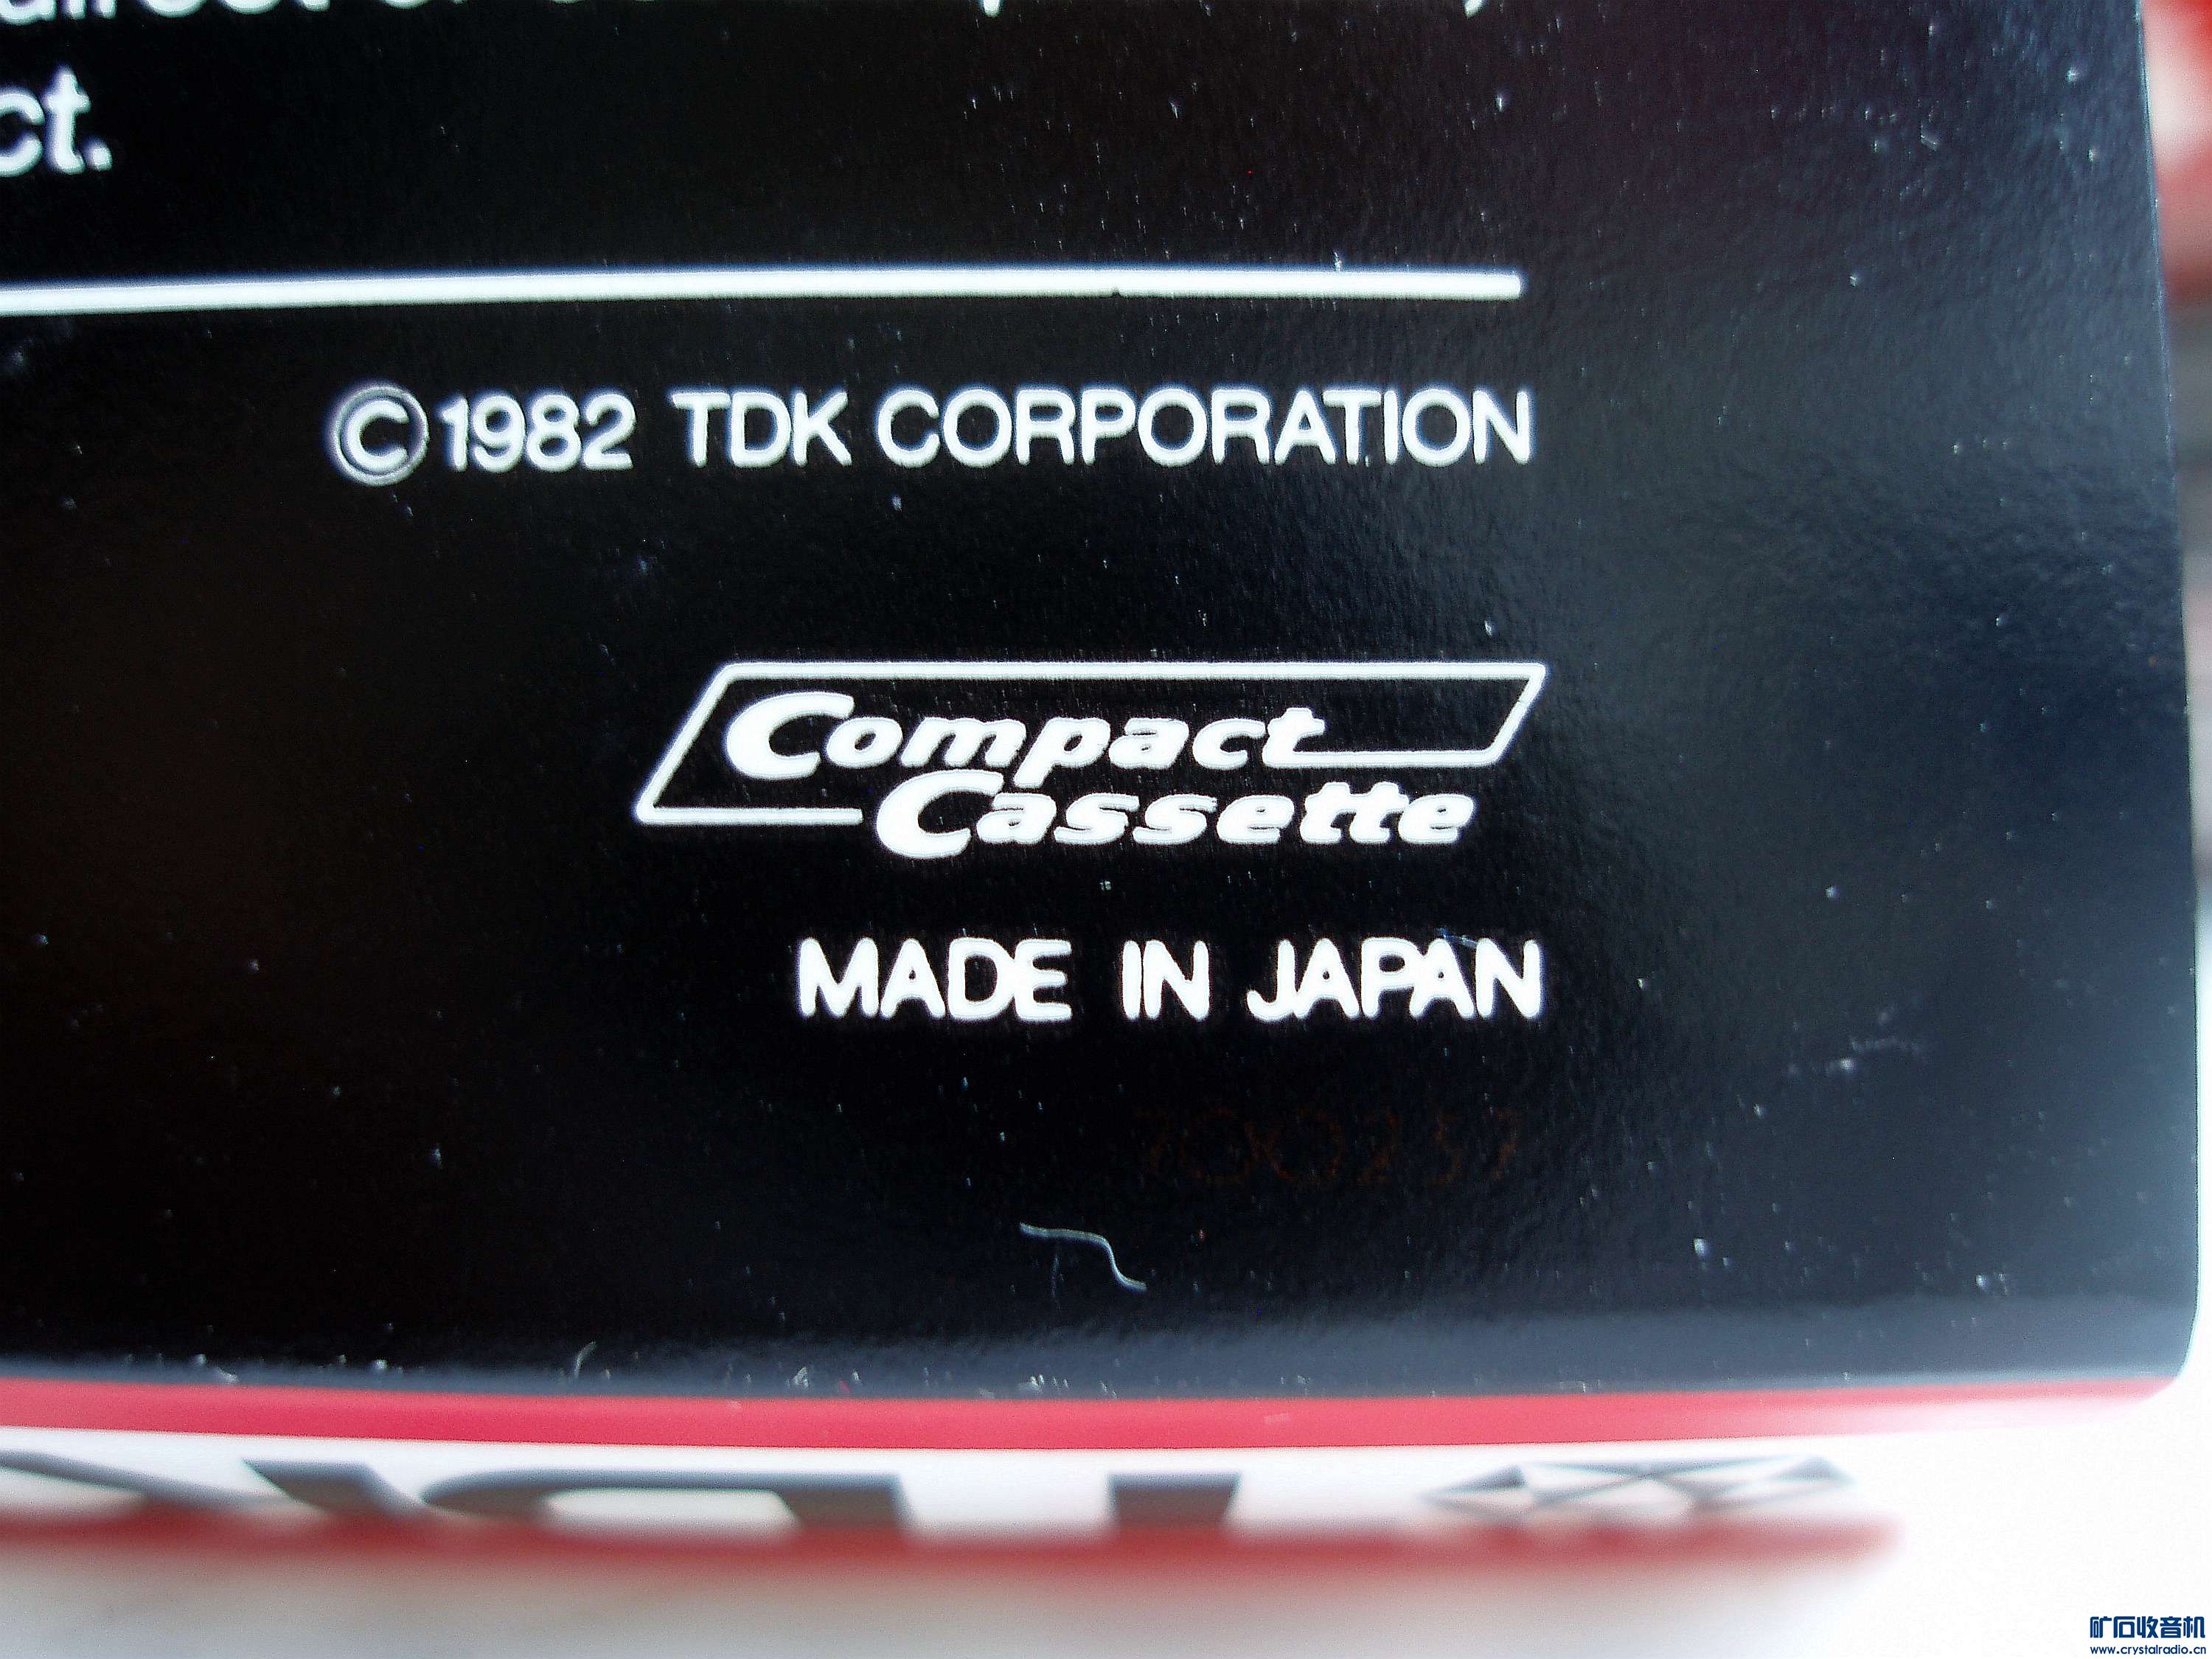 ct.
©1982 TDK CORPORATION
Compact
Cassette
MADE IN JAPAN
矿石收音机
www.crystalradio.cn